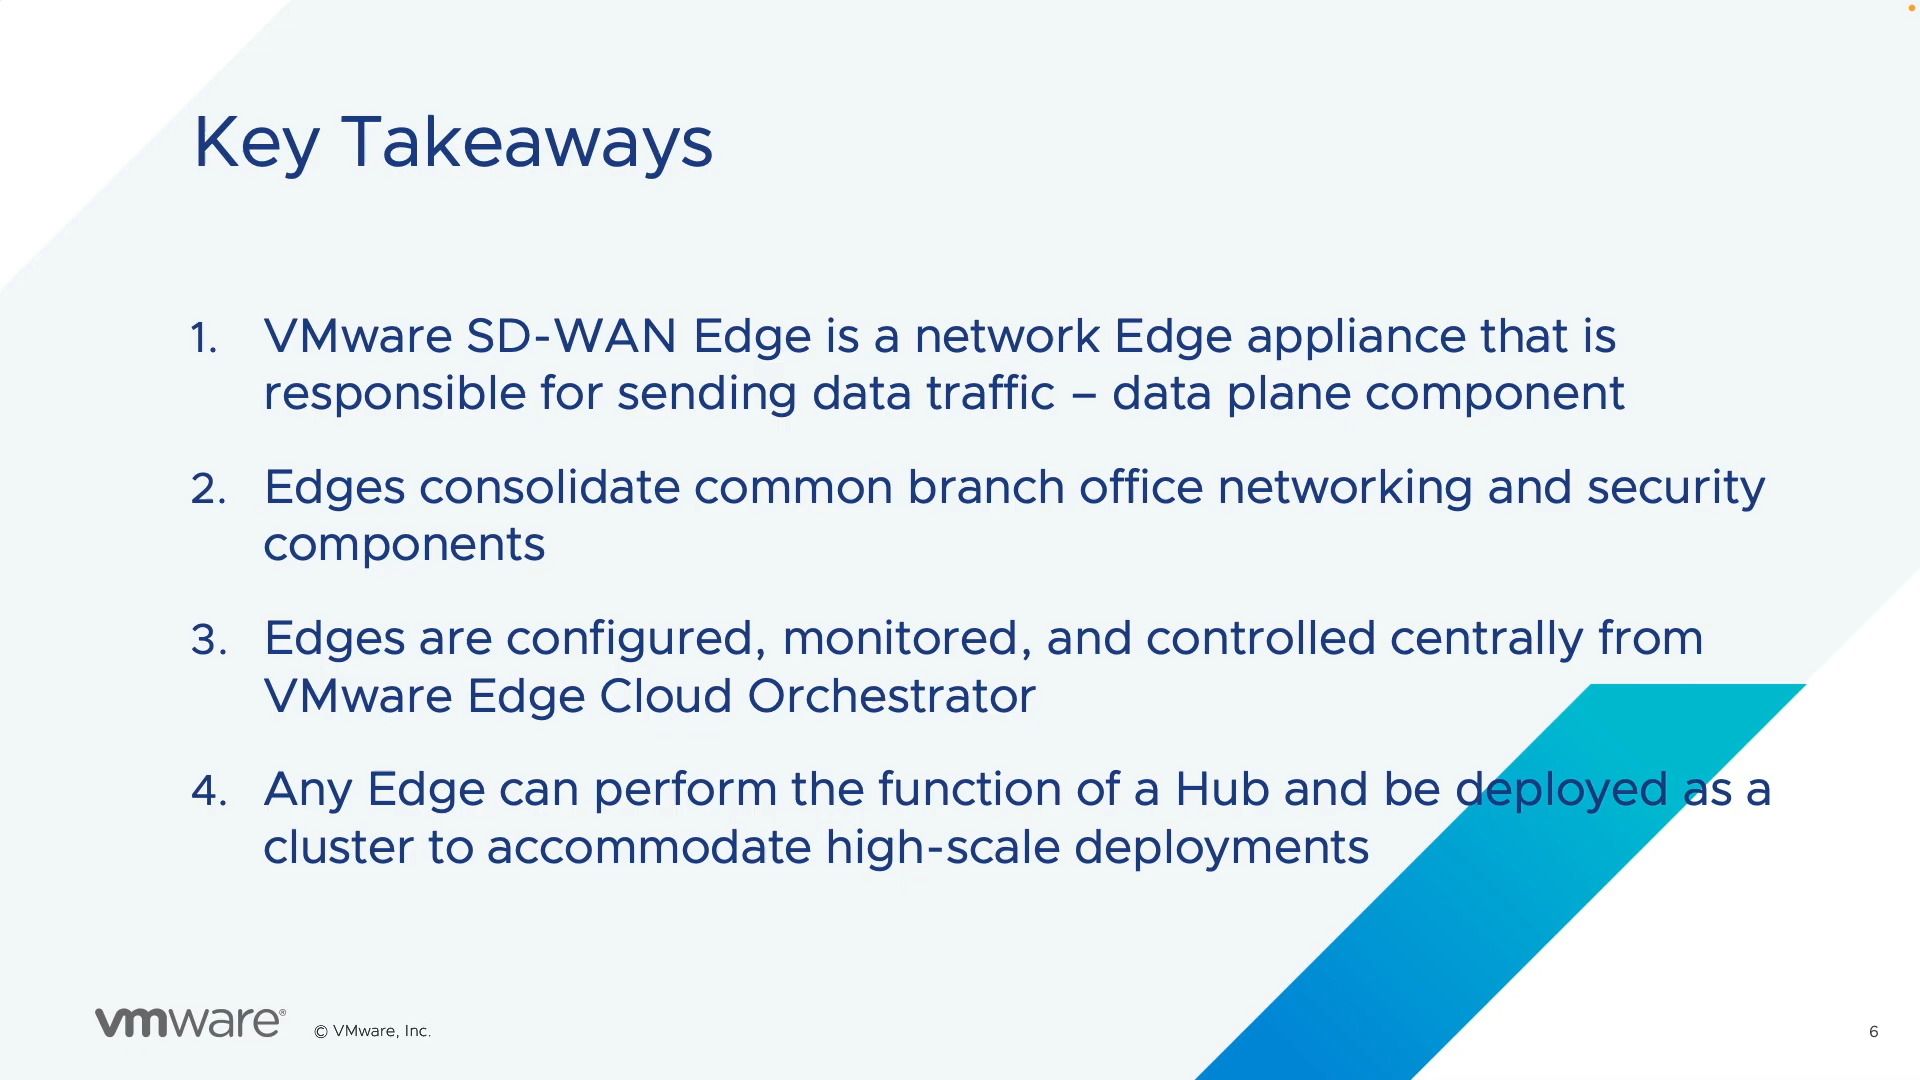 Key Takeaways
1. VMware SD-WAN Edge is a network Edge appliance that is
responsible for sending data traffic – data plane component
2. Edges consolidate common branch office networking and security
components
3. Edges are configured, monitored, and controlled centrally from
VMware Edge Cloud Orchestrator
4. Any Edge can perform the function of a Hub and be deployed as a
cluster to accommodate high-scale deployments
vmware® © VMware, Inc. 6